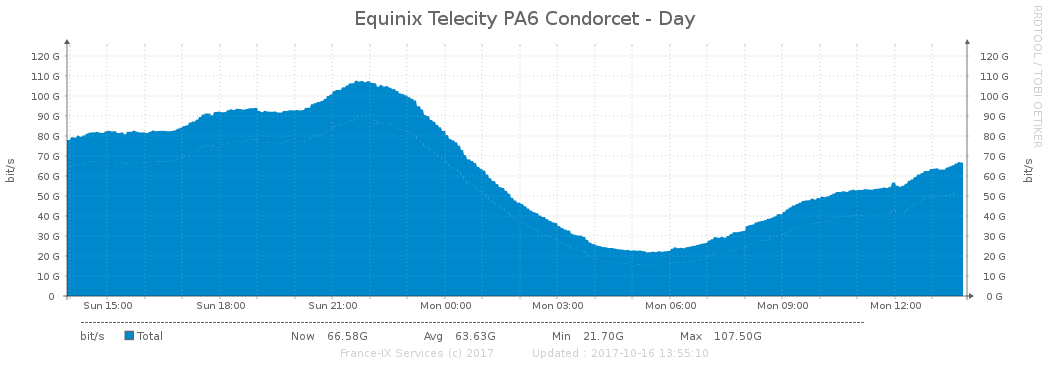 Equinix Telecity PA6 Condorcet - Day
RRDTOOL / TOBI OETIKER
bit/s
120 G 120 G
110 G 110 G
100 G 100 G
90 G 90 G
80 G 80 G
70 G 70 G
60 G 60 G
50 G 50 G
40 G 40 G
30 G 30 G
20 G 20 G
10 G 10 G
0 0 G
bit/s
Sun 15:00 Sun 18:00 Sun 21:00 Mon 00:00 Mon 03:00 Mon 06:00 Mon 09:00 Mon 12:00
bit/s Total Now 66.58G Avg 63.63G Min 21.70G Max 107.50G
France-IX Services (c) 2017 Updated : 2017-10-16 13:55:10